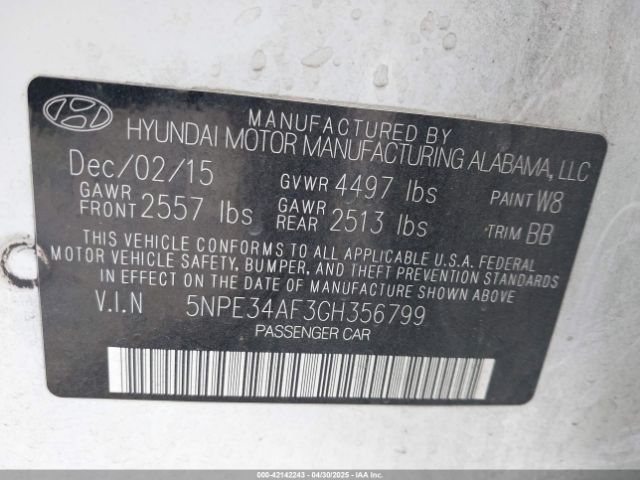 MANUFACTURED BY
HYUNDAI MOTOR MANUFACTURING ALABAMA, LLC
Dec/02/15 GVWR 4497 lbs PAINT W8
GAWR FRONT 2557 lbs GAWR REAR 2513 lbs TRIM BB
THIS VEHICLE CONFORMS TO ALL APPLICABLE U.S.A. FEDERAL
MOTOR VEHICLE SAFETY, BUMPER, AND THEFT PREVENTION STANDARDS
IN EFFECT ON THE DATE OF MANUFACTURE SHOWN ABOVE
V.I.N 5NPE34AF3GH356799
PASSENGER CAR
000-42142243 - 04/30/2025 - IAAI.COM